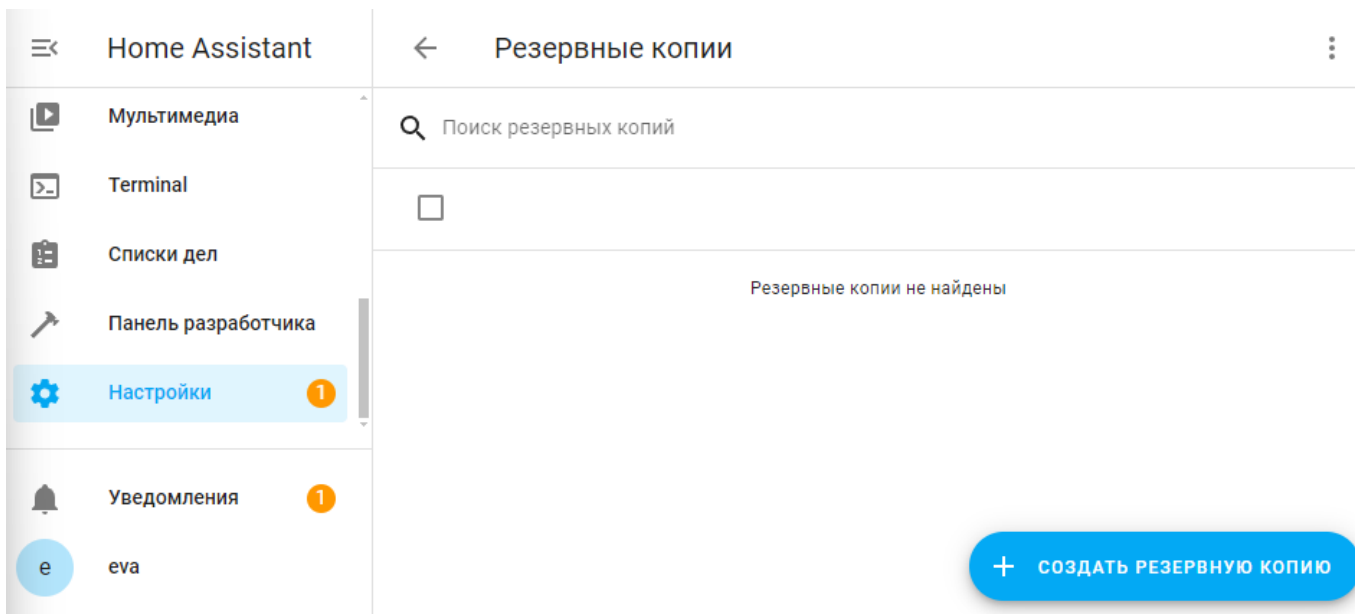 Home Assistant
Мультимедиа
Terminal
Списки дел
Панель разработчика
Настройки 1
Уведомления 1
e eva
Резервные копии
Поиск резервных копий
Резервные копии не найдены
СОЗДАТЬ РЕЗЕРВНУЮ КОПИЮ